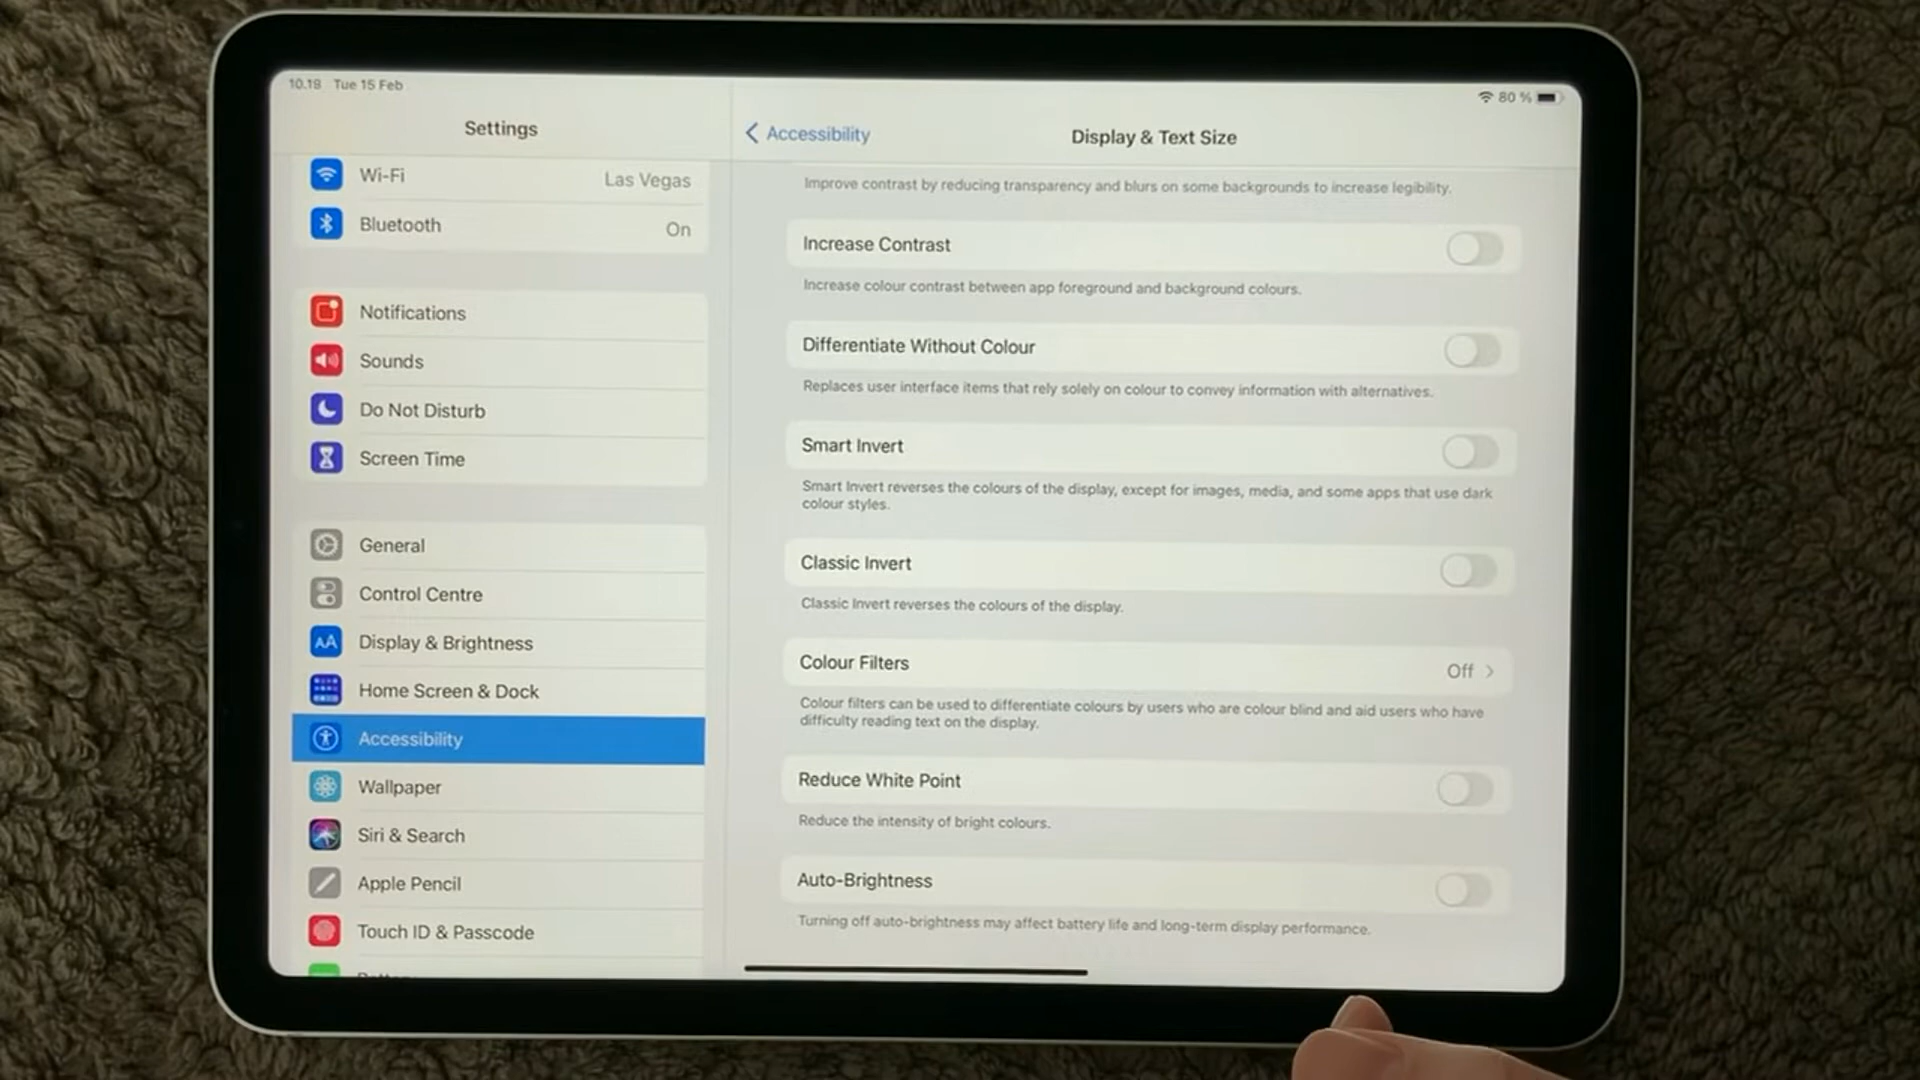 10.18 Tue 15 Feb
80 %
Settings
Wi-Fi
Las Vegas
Bluetooth
On
Notifications
Sounds
Do Not Disturb
Screen Time
General
Control Centre
AA
Display & Brightness
Home Screen & Dock
Accessibility
Wallpaper
Siri & Search
Apple Pencil
Touch ID & Passcode
Accessibility
Display & Text Size
Improve contrast by reducing transparency and blurs on some backgrounds to increase legibility.
Increase Contrast
Increase colour contrast between app foreground and background colours.
Differentiate Without Colour
Replaces user interface items that rely solely on colour to convey information with alternatives.
Smart Invert
Smart Invert reverses the colours of the display, except for images, media, and some apps that use dark
colour styles.
Classic Invert
Classic Invert reverses the colours of the display.
Colour Filters
Off
Colour filters can be used to differentiate colours by users who are colour blind and aid users who have
difficulty reading text on the display.
Reduce White Point
Reduce the intensity of bright colours.
Auto-Brightness
Turning off auto-brightness may affect battery life and long-term display performance.